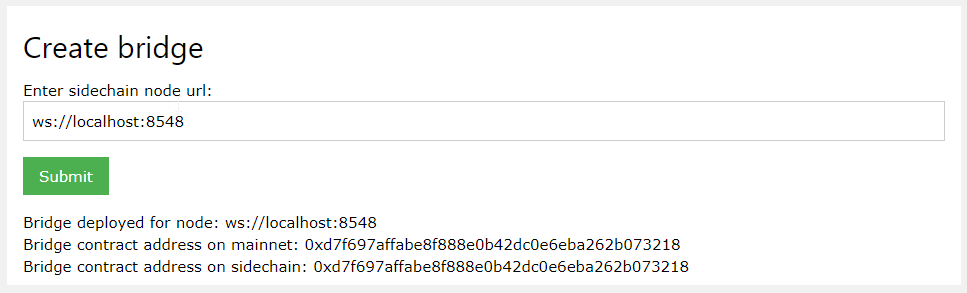 Create bridge
Enter sidechain node url:
ws://localhost:8548
Submit
Bridge deployed for node: ws://localhost:8548
Bridge contract address on mainnet: 0xd7f697affabe8f888e0b42dc0e6eba262b073218
Bridge contract address on sidechain: 0xd7f697affabe8f888e0b42dc0e6eba262b073218